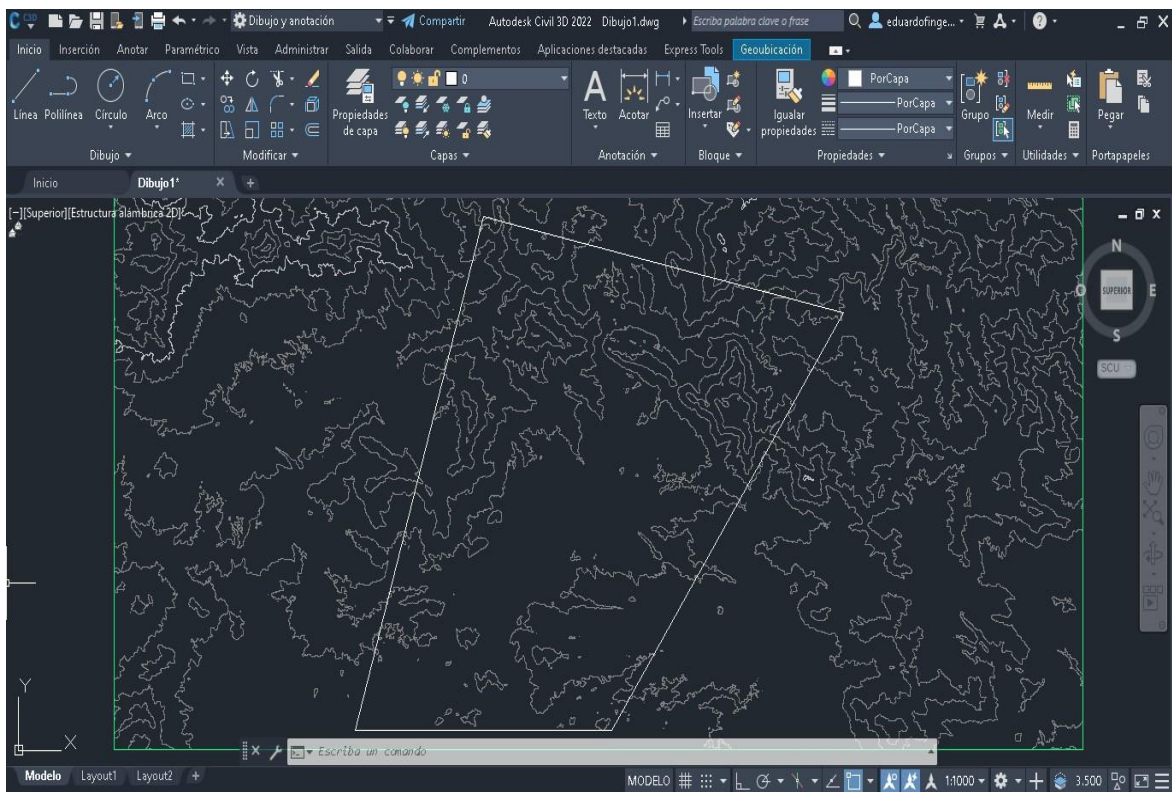 C3D Dibujo y anotación Compartir Autodesk Civil 3D 2022 Dibujo1.dwg Escriba palabra clave o frase eduardofinge...
Inicio Inserción Anotar Paramétrico Vista Administrar Salida Colaborar Complementos Aplicaciones destacadas Express Tools Geoubicación
Línea Polilínea Círculo Arco
Propiedades de capa
0
Texto Acotar
Insertar
Igualar propiedades
PorCapa
PorCapa
PorCapa
Grupo
Medir
Pegar
Dibujo Modificar Capas Anotación Bloque Propiedades Grupos Utilidades Portapapeles
Inicio Dibujo1* +
[-][Superior][Estructura alámbrica 2D]
N
O SUPERIOR E
S
SCU
Y
X
Escriba un comando
Modelo Layout1 Layout2 + MODELO 1:1000 3.500